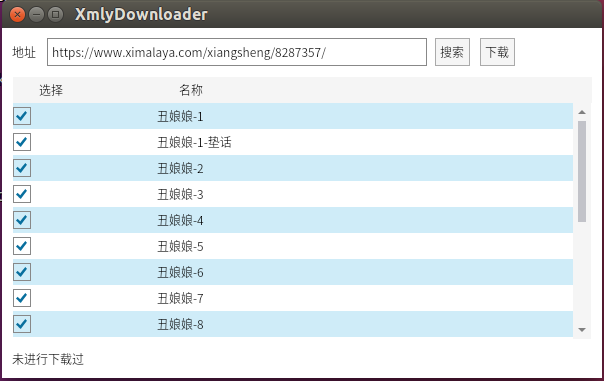 XmlyDownloader
地址 https://www.ximalaya.com/xiangsheng/8287357/ 搜索 下载
选择 名称
丑娘娘-1
丑娘娘-1-垫话
丑娘娘-2
丑娘娘-3
丑娘娘-4
丑娘娘-5
丑娘娘-6
丑娘娘-7
丑娘娘-8
未进行下载过